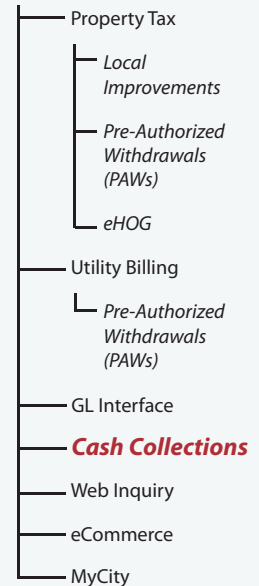 Property Tax
Local
Improvements
Pre-Authorized
Withdrawals
(PAWs)
eHOG
Utility Billing
Pre-Authorized
Withdrawals
(PAWs)
GL Interface
Cash Collections
Web Inquiry
eCommerce
MyCity